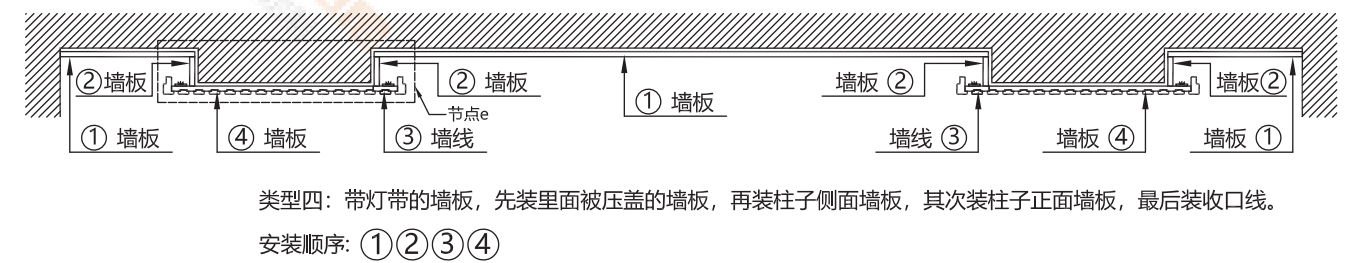 ②墙板
② 墙板
① 墙板
墙板 ②
墙板②
节点e
① 墙板
④ 墙板
③ 墙线
墙线 ③
墙板 ④
墙板 ①
类型四：带灯带的墙板，先装里面被压盖的墙板，再装柱子侧面墙板，其次装柱子正面墙板，最后装收口线。
安装顺序: ①②③④